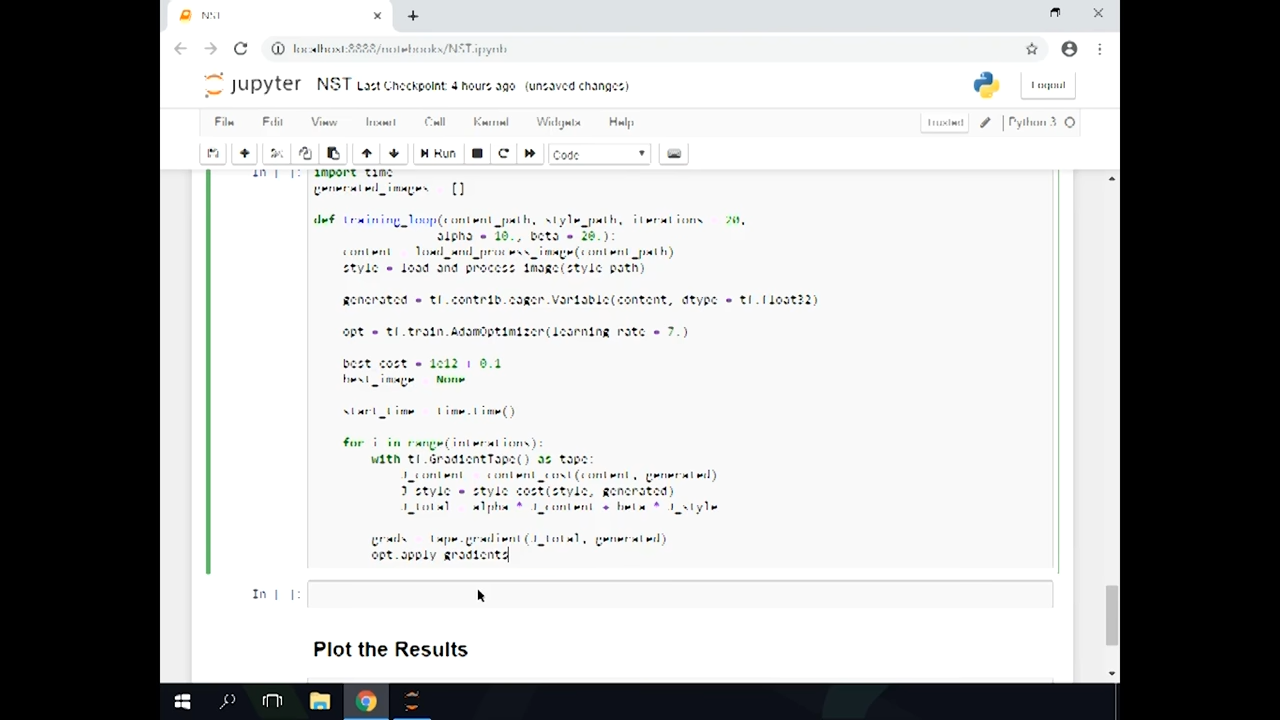 NST
localhost:8888/notebooks/NST.ipynb
jupyter NST Last Checkpoint: 4 hours ago (unsaved changes)
Logout
File Edit View Insert Cell Kernel Widgets Help
Trusted
Python 3
Run
Code
In [ ]:
import time
generated_images = []
def training_loop(content_path, style_path, iterations = 20,
alpha = 10., beta = 20.):
content = load_and_process_image(content_path)
style = load_and_process_image(style_path)
generated = tf.contrib.eager.Variable(content, dtype = tf.float32)
opt = tf.train.AdamOptimizer(learning_rate = 7.)
best_cost = 1e12 + 0.1
best_image = None
start_time = time.time()
for i in range(interations):
with tf.GradientTape() as tape:
J_content = content_cost(content, generated)
J_style = style_cost(style, generated)
J_total = alpha * J_content + beta * J_style
grads = tape.gradient(J_total, generated)
opt.apply_gradients
In [ ]:
Plot the Results